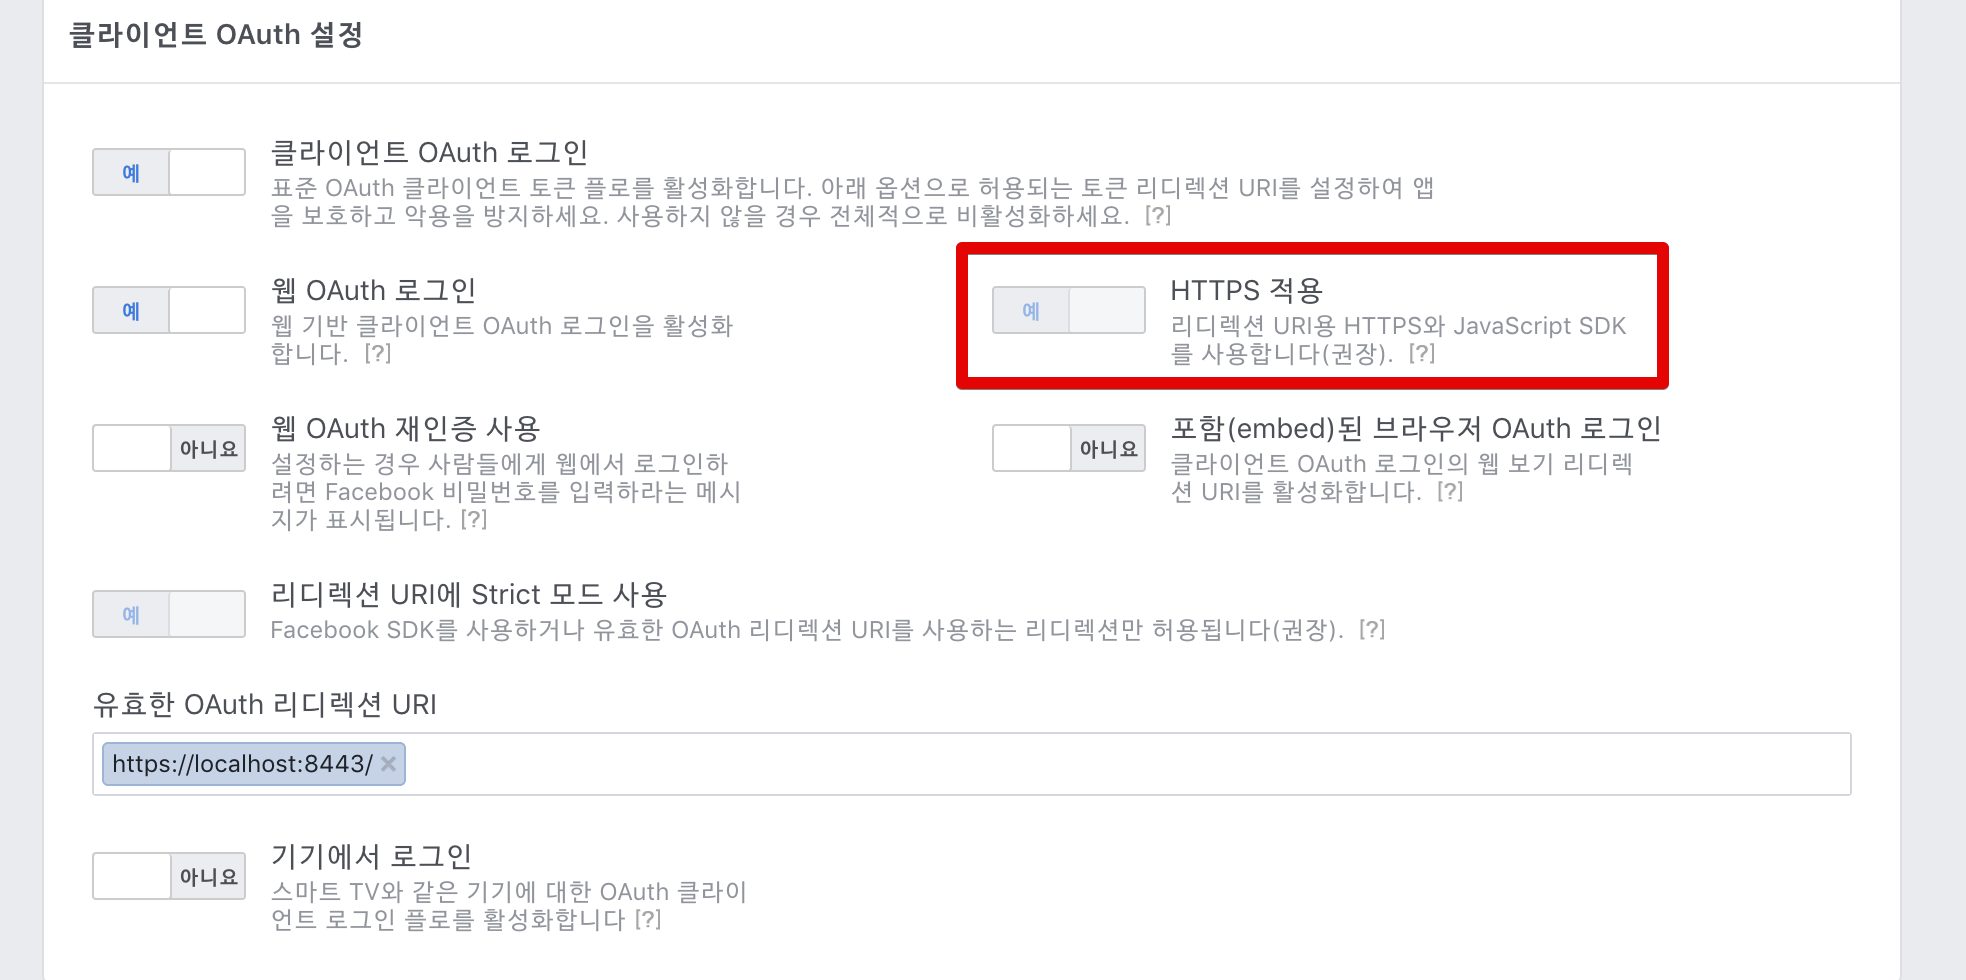 클라이언트 OAuth 설정
예
클라이언트 OAuth 로그인
표준 OAuth 클라이언트 토큰 플로를 활성화합니다. 아래 옵션으로 허용되는 토큰 리디렉션 URI를 설정하여 앱
을 보호하고 악용을 방지하세요. 사용하지 않을 경우 전체적으로 비활성화하세요. [?]
예
웹 OAuth 로그인
웹 기반 클라이언트 OAuth 로그인을 활성화
합니다. [?]
예
HTTPS 적용
리디렉션 URI용 HTTPS와 JavaScript SDK
를 사용합니다(권장). [?]
아니요
웹 OAuth 재인증 사용
설정하는 경우 사람들에게 웹에서 로그인하
려면 Facebook 비밀번호를 입력하라는 메시
지가 표시됩니다. [?]
아니요
포함(embed)된 브라우저 OAuth 로그인
클라이언트 OAuth 로그인의 웹 보기 리디렉
션 URI를 활성화합니다. [?]
예
리디렉션 URI에 Strict 모드 사용
Facebook SDK를 사용하거나 유효한 OAuth 리디렉션 URI를 사용하는 리디렉션만 허용됩니다(권장). [?]
유효한 OAuth 리디렉션 URI
https://localhost:8443/ ×
아니요
기기에서 로그인
스마트 TV와 같은 기기에 대한 OAuth 클라이
언트 로그인 플로를 활성화합니다 [?]